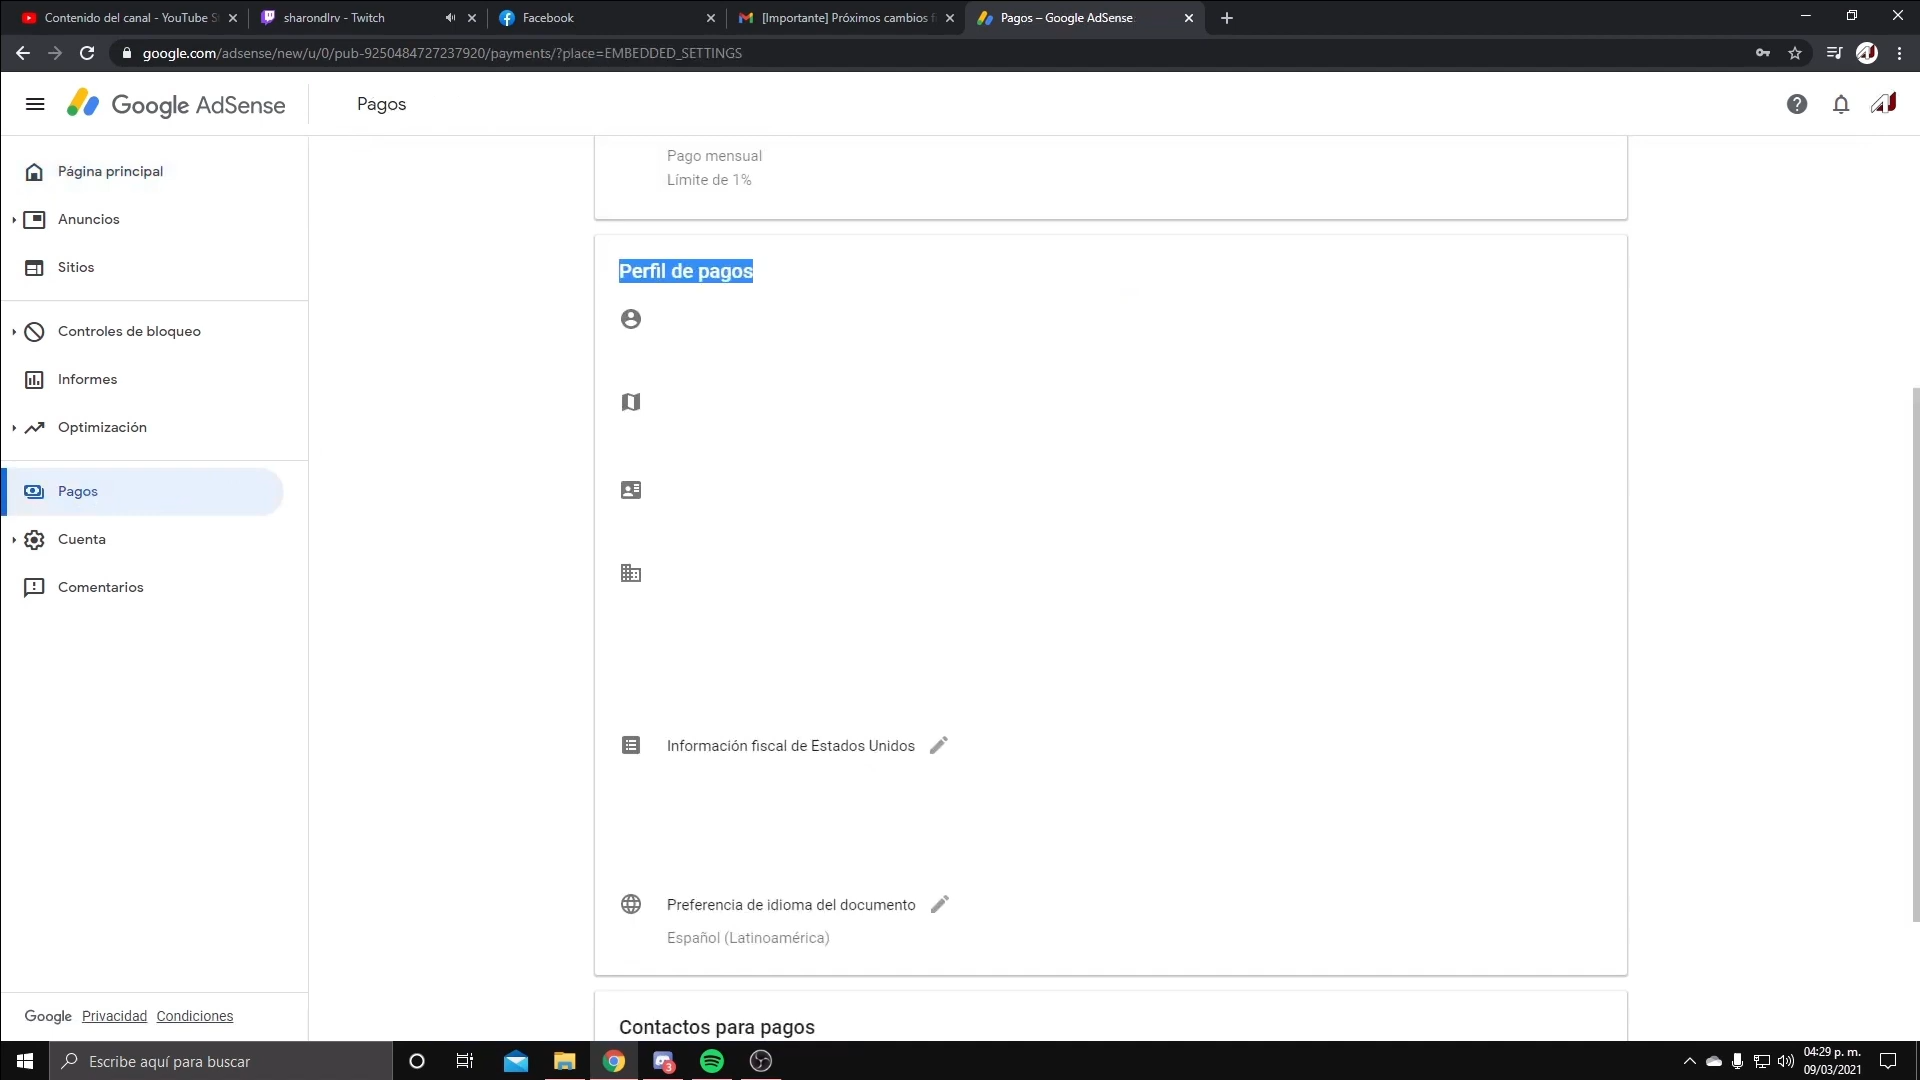 Contenido del canal - YouTube S
sharondlrv - Twitch
Facebook
[Importante] Próximos cambios f
Pagos – Google AdSense
google.com/adsense/new/u/0/pub-9250484727237920/payments/?place=EMBEDDED_SETTINGS
Google AdSense
Pagos
Página principal
Anuncios
Sitios
Controles de bloqueo
Informes
Optimización
Pagos
Cuenta
Comentarios
Google Privacidad Condiciones
Pago mensual
Límite de 1%
Perfil de pagos
Información fiscal de Estados Unidos
Preferencia de idioma del documento
Español (Latinoamérica)
Contactos para pagos
Escribe aquí para buscar
3
04:29 p. m.
09/03/2021